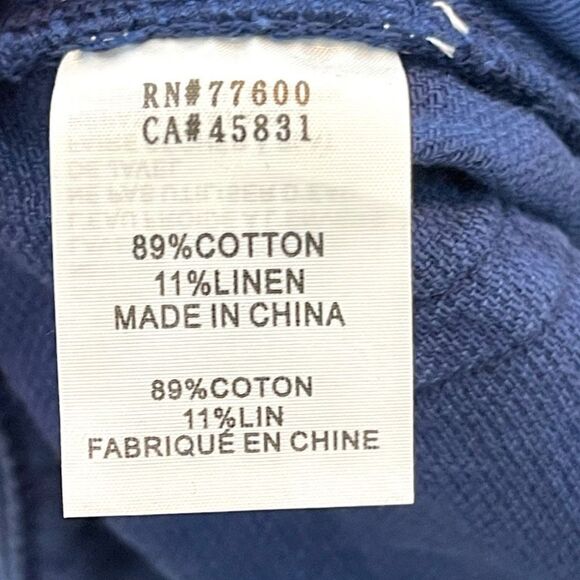 RN#77600
CA#45831
89%COTTON
11%LINEN
MADE IN CHINA
89%COTON
11%LIN
FABRIQUÉ EN CHINE